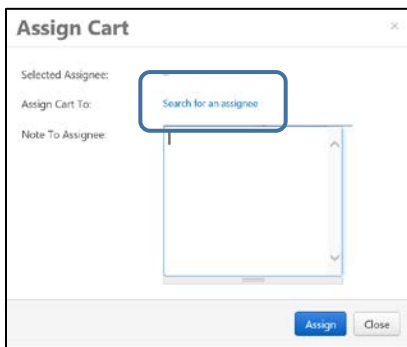 Assign Cart ×
Selected Assignee: --
Assign Cart To: Search for an assignee
Note To Assignee:
Assign Close